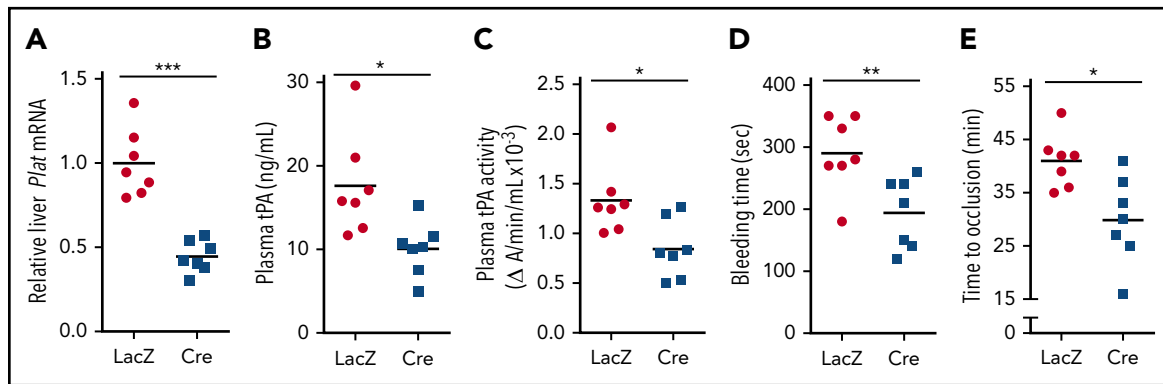 A
Relative liver Plat mRNA
1.5
1.0
0.5
0.0
***
LacZ
Cre
B
Plasma tPA (ng/mL)
30
20
10
0
*
LacZ
Cre
C
Plasma tPA activity
(Δ A/min/mLx10⁻³)
2.5
2.0
1.5
1.0
0.5
0.0
*
LacZ
Cre
D
Bleeding time (sec)
400
300
200
100
0
**
LacZ
Cre
E
Time to occlusion (min)
55
45
35
25
15
0
*
LacZ
Cre